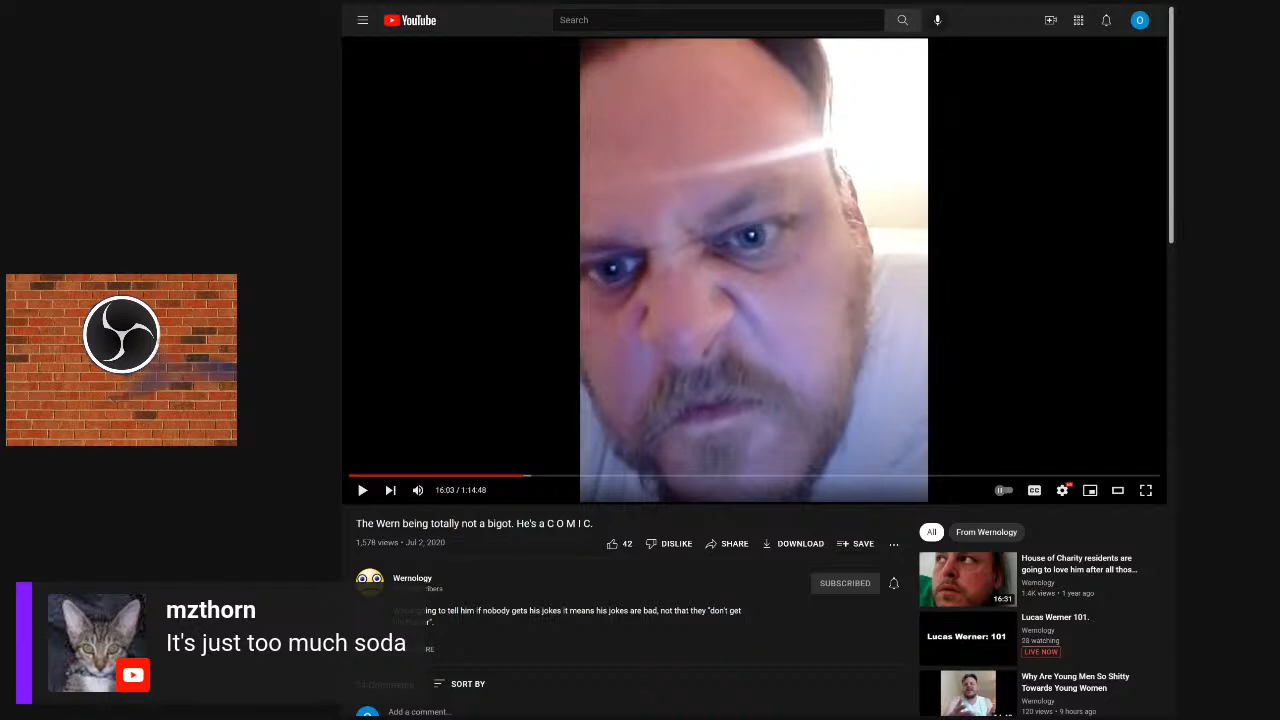 YouTube
Search
16:03 / 1:14:48
CC
The Wern being totally not a bigot. He's a C O M I C.
1,578 views • Jul 2, 2020
42
DISLIKE
SHARE
DOWNLOAD
SAVE
Wernology
SUBSCRIBED
to tell him if nobody gets his jokes it means his jokes are bad, not that they "don't get
SORT BY
Add a comment...
mzthorn
It's just too much soda
All
From Wernology
House of Charity residents are
going to love him after all thos...
Wernology
1.4K views • 1 year ago
16:31
Lucas Werner: 101
Lucas Werner 101.
Wernology
28 watching
LIVE NOW
Why Are Young Men So Shitty
Towards Young Women
Wernology
120 views • 9 hours ago